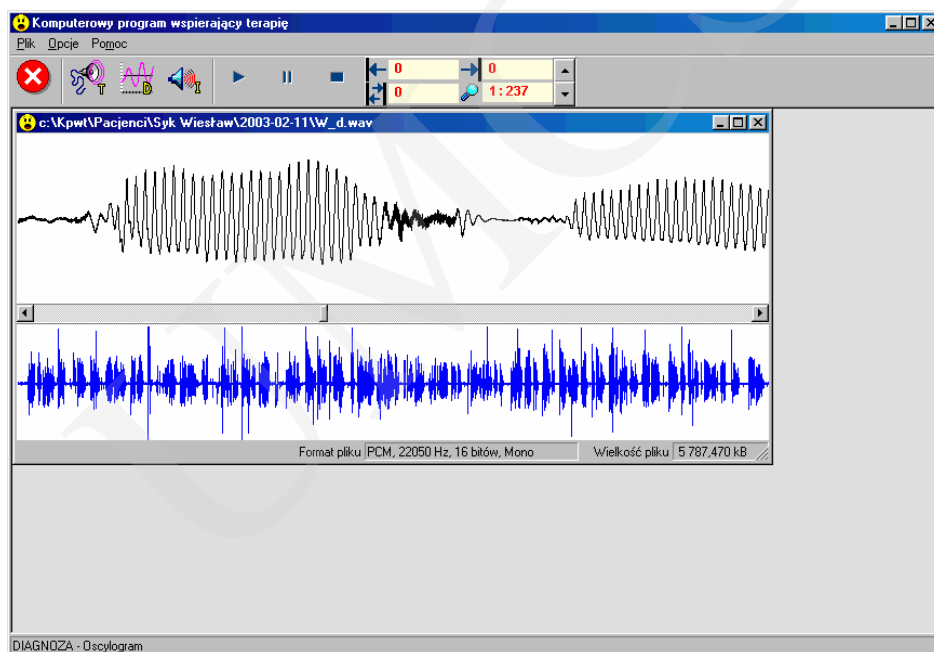 Komputerowy program wspierający terapię
Plik Opcje Pomoc
T D I 0 0
0 1:237
c:\Kpwt\Pacjenci\Syk Wiesław\2003-02-11\W_d.wav
Format pliku PCM, 22050 Hz, 16 bitów, Mono Wielkość pliku 5 787,470 kB
DIAGNOZA - Oscylogram
UMCS